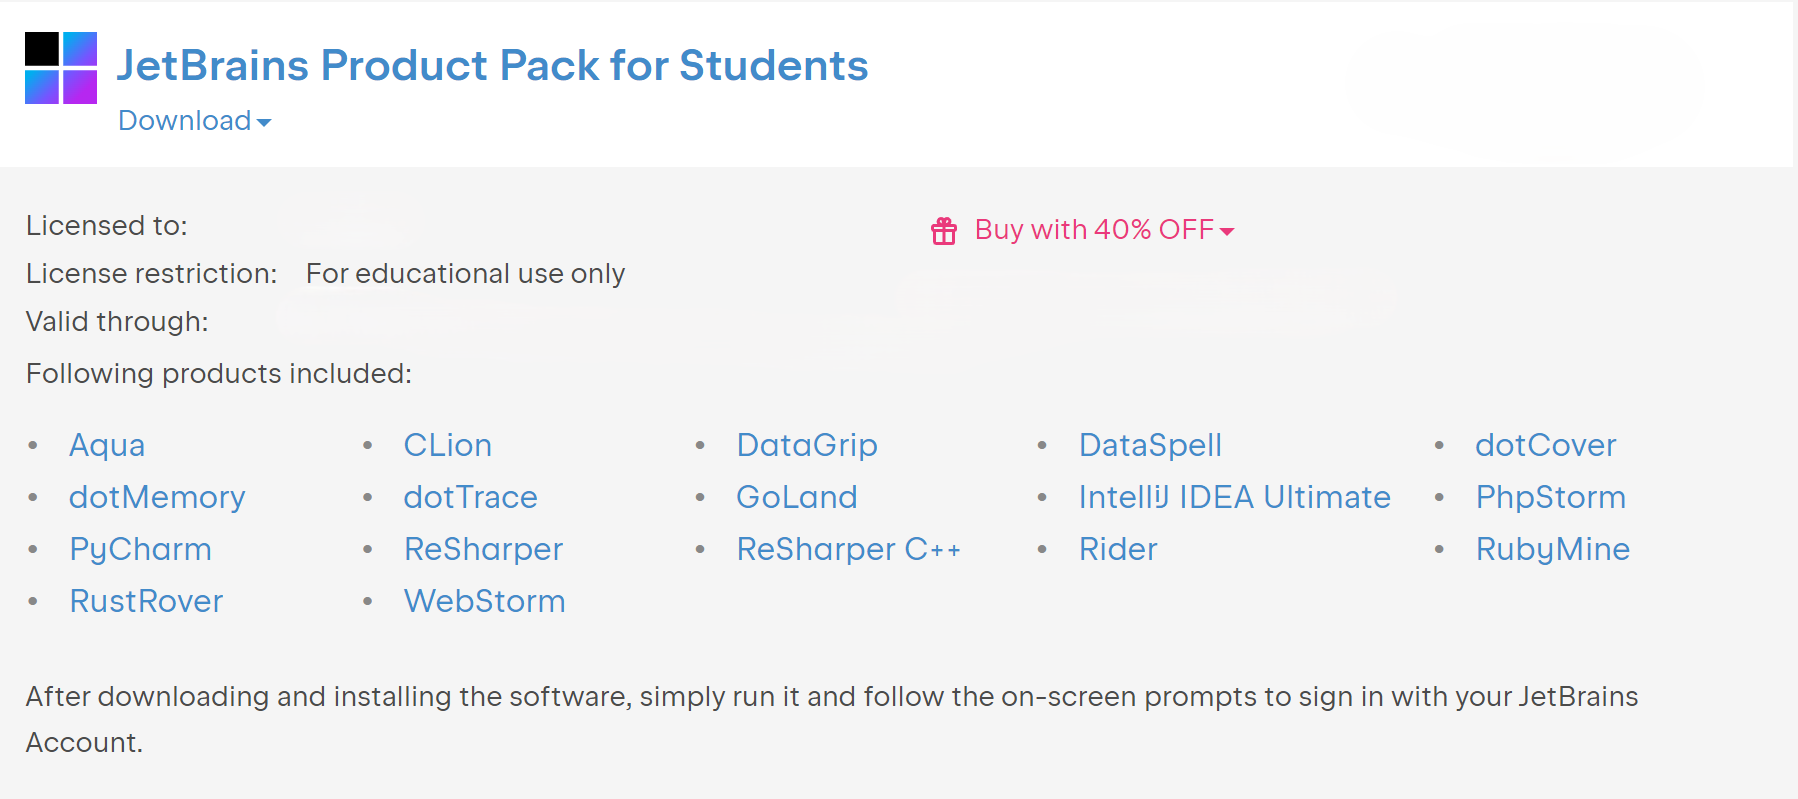 JetBrains Product Pack for Students
Download
Licensed to:
Buy with 40% OFF
License restriction: For educational use only
Valid through:
Following products included:
• Aqua • CLion • DataGrip • DataSpell • dotCover
• dotMemory • dotTrace • GoLand • IntelliJ IDEA Ultimate • PhpStorm
• PyCharm • ReSharper • ReSharper C++ • Rider • RubyMine
• RustRover • WebStorm
After downloading and installing the software, simply run it and follow the on-screen prompts to sign in with your JetBrains
Account.